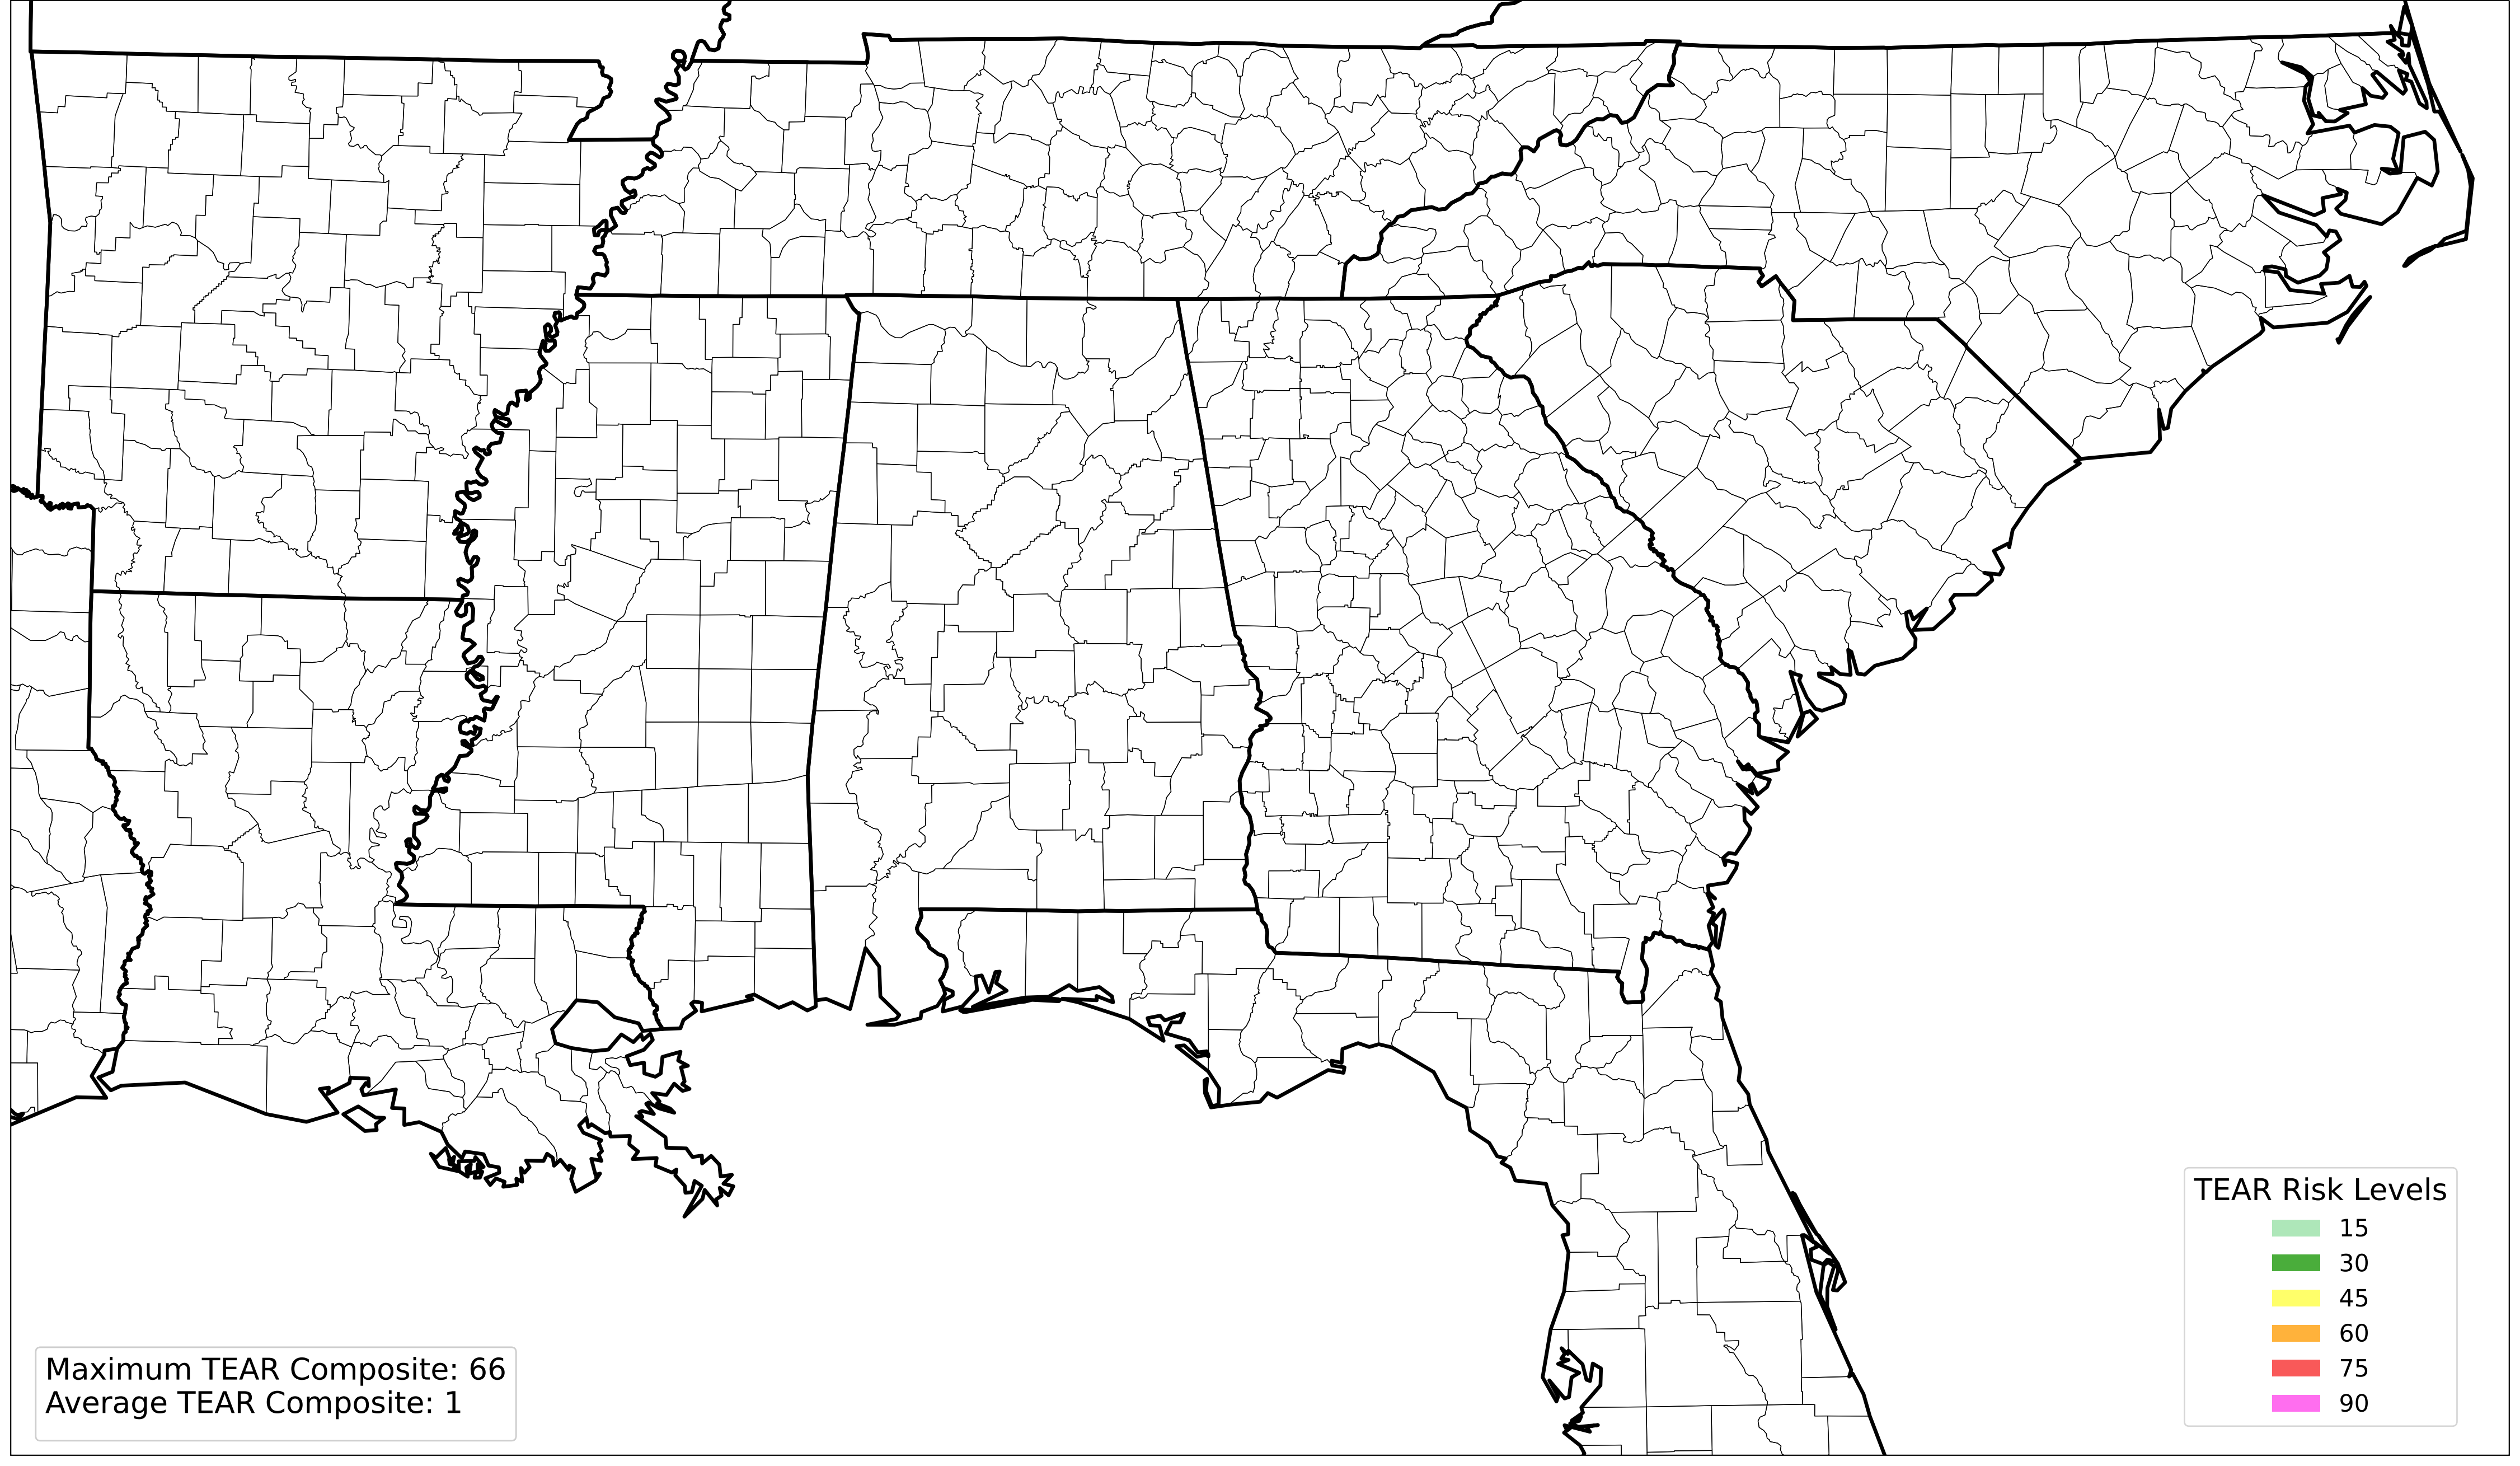 TEAR Risk Levels
15
30
45
60
75
90
Maximum TEAR Composite: 66
Average TEAR Composite: 1